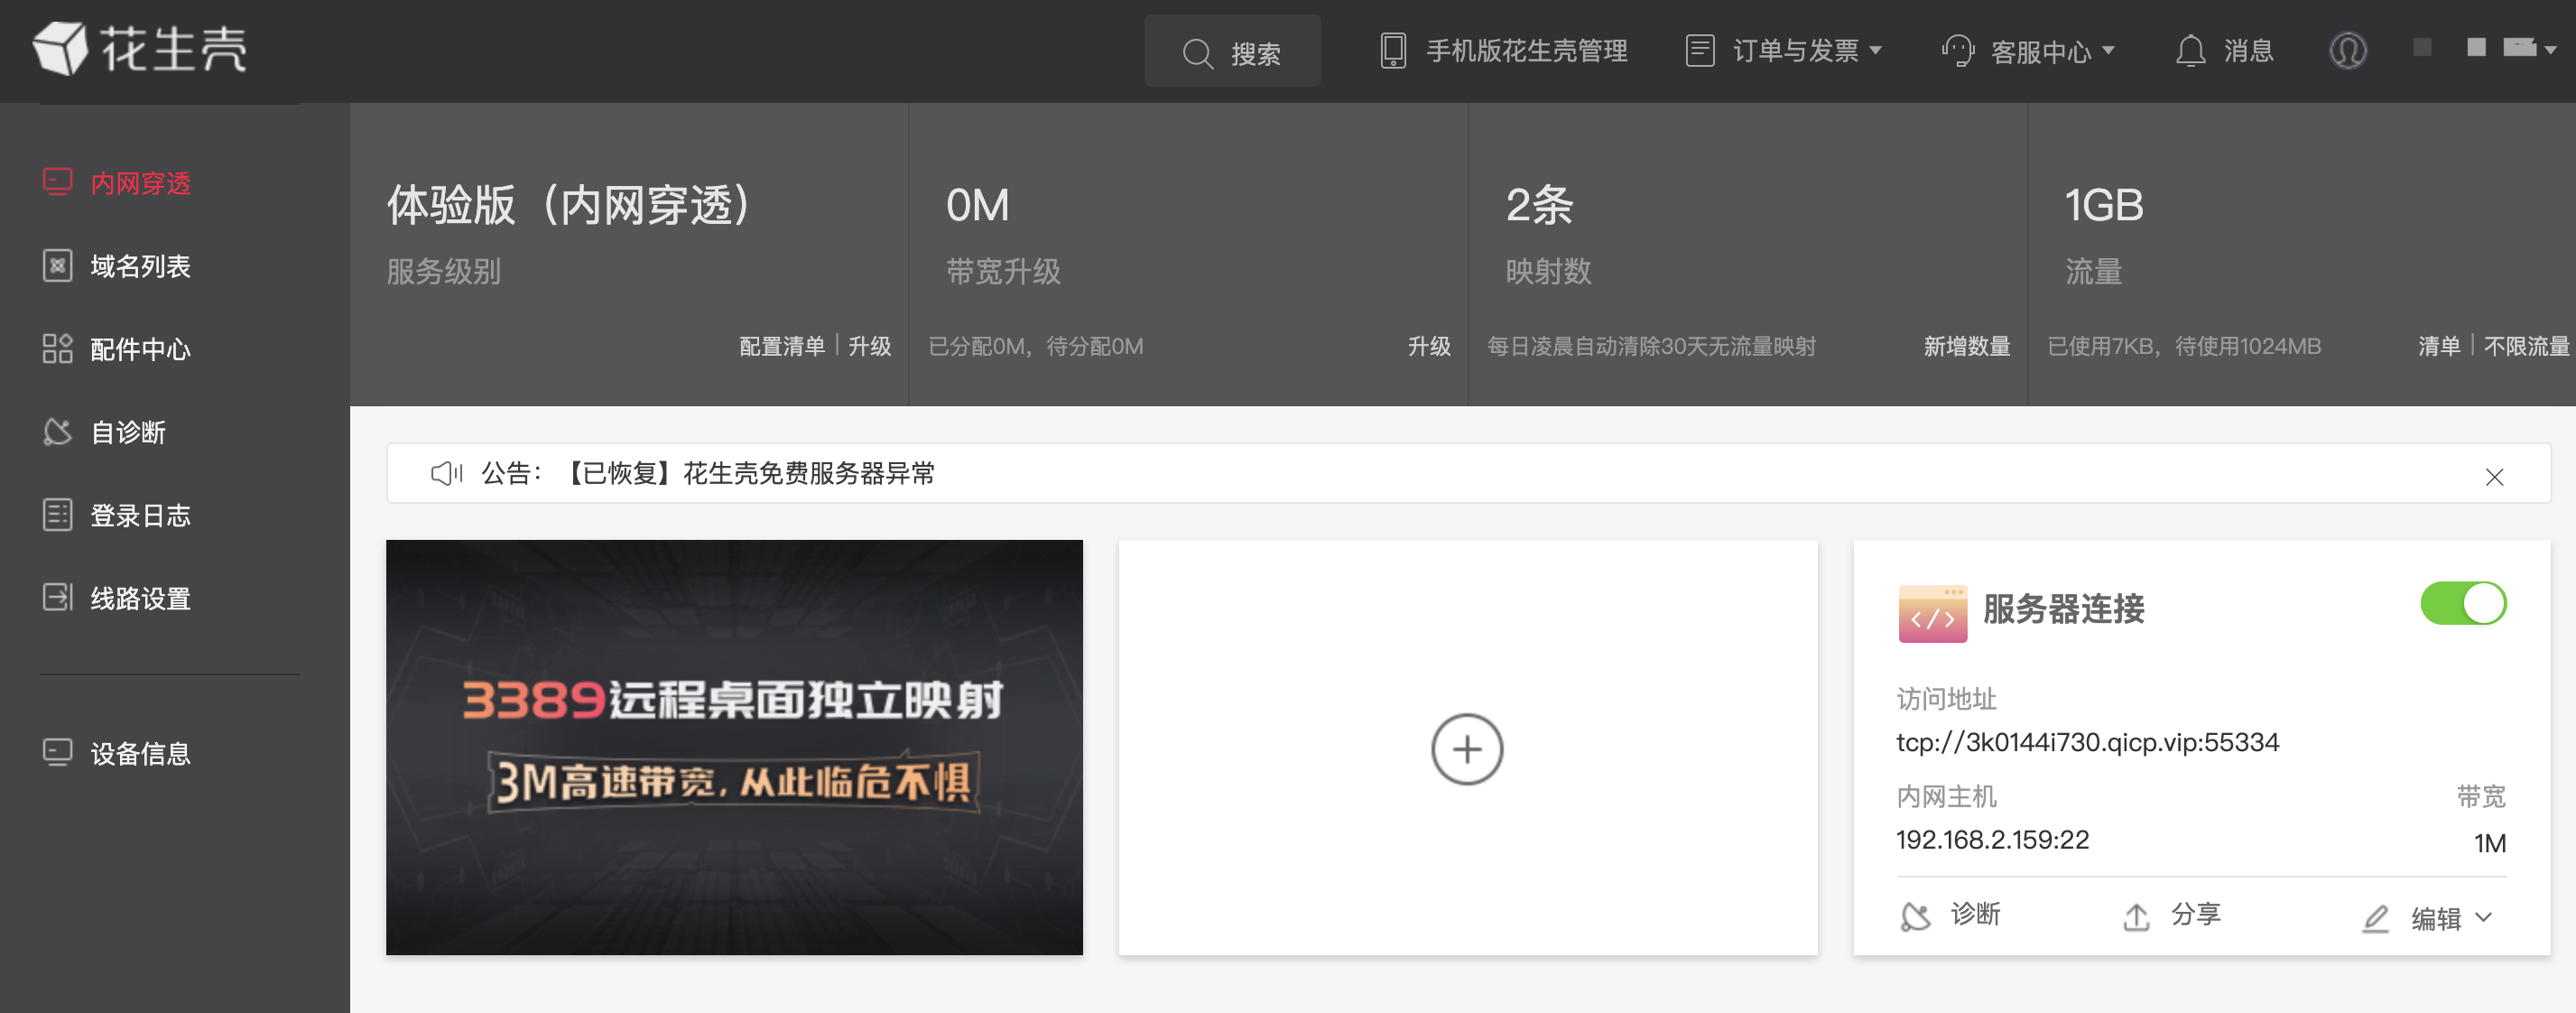 花生壳
搜索
手机版花生壳管理
订单与发票
客服中心
消息
内网穿透
域名列表
配件中心
自诊断
登录日志
线路设置
设备信息
体验版（内网穿透）
服务级别
配置清单 | 升级
0M
带宽升级
已分配0M，待分配0M
升级
2条
映射数
每日凌晨自动清除30天无流量映射
新增数量
1GB
流量
已使用7KB，待使用1024MB
清单 | 不限流量
公告：【已恢复】花生壳免费服务器异常
3389远程桌面独立映射
3M高速带宽，从此临危不惧
</>
服务器连接
访问地址
tcp://3k0144i730.qicp.vip:55334
内网主机
带宽
192.168.2.159:22
1M
诊断
分享
编辑